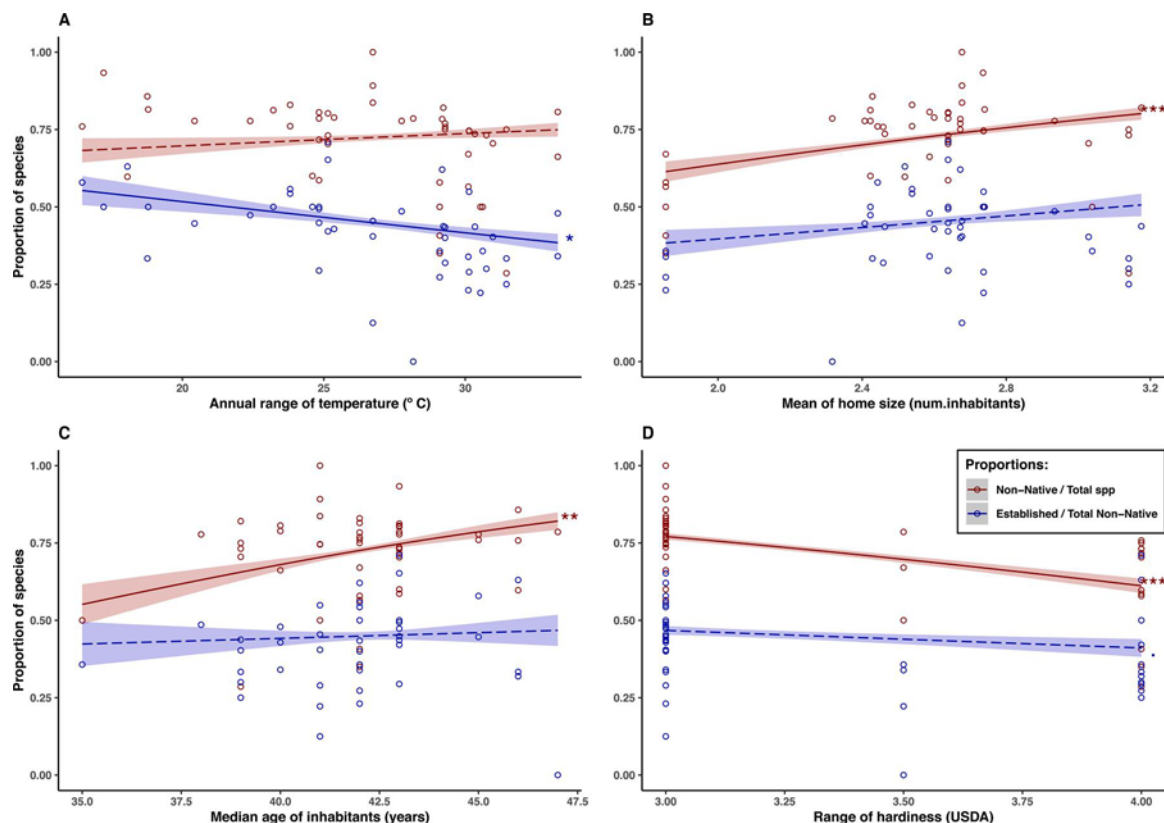 A
B
1.00
0.75
0.50
0.25
0.00
Proportion of species
20
25
30
Annual range of temperature (° C)
***
*
2.0
2.4
2.8
3.2
Mean of home size (num.inhabitants)
C
D
1.00
0.75
0.50
0.25
0.00
Proportion of species
35.0
37.5
40.0
42.5
45.0
47.5
Median age of inhabitants (years)
**
Proportions:
Non−Native / Total spp
Established / Total Non−Native
***
.
3.00
3.25
3.50
3.75
4.00
Range of hardiness (USDA)